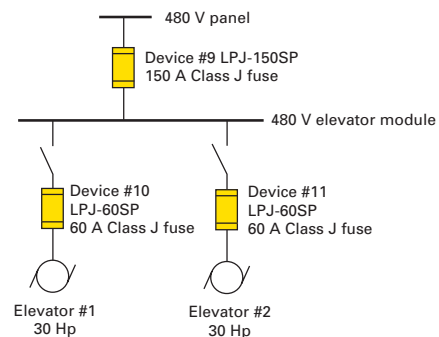 480 V panel
Device #9 LPJ-150SP
150 A Class J fuse
480 V elevator module
Device #10
LPJ-60SP
60 A Class J fuse
Device #11
LPJ-60SP
60 A Class J fuse
Elevator #1
30 Hp
Elevator #2
30 Hp